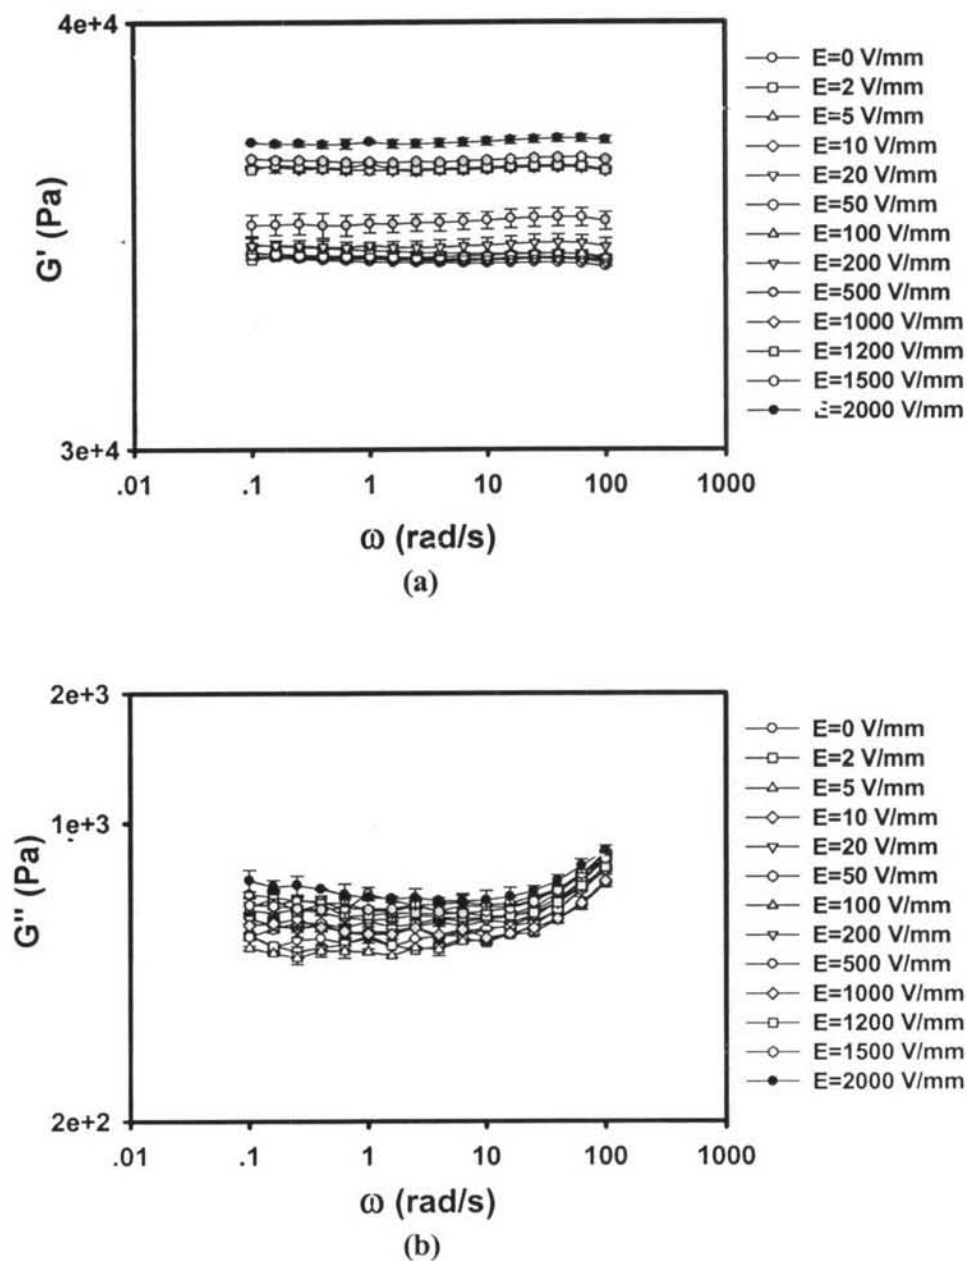 4e+4
G' (Pa)
3e+4
.01
.1
1
10
100
1000
ω (rad/s)
(a)
E=0 V/mm
E=2 V/mm
E=5 V/mm
E=10 V/mm
E=20 V/mm
E=50 V/mm
E=100 V/mm
E=200 V/mm
E=500 V/mm
E=1000 V/mm
E=1200 V/mm
E=1500 V/mm
E=2000 V/mm
2e+3
1e+3
G'' (Pa)
2e+2
.01
.1
1
10
100
1000
ω (rad/s)
(b)
E=0 V/mm
E=2 V/mm
E=5 V/mm
E=10 V/mm
E=20 V/mm
E=50 V/mm
E=100 V/mm
E=200 V/mm
E=500 V/mm
E=1000 V/mm
E=1200 V/mm
E=1500 V/mm
E=2000 V/mm